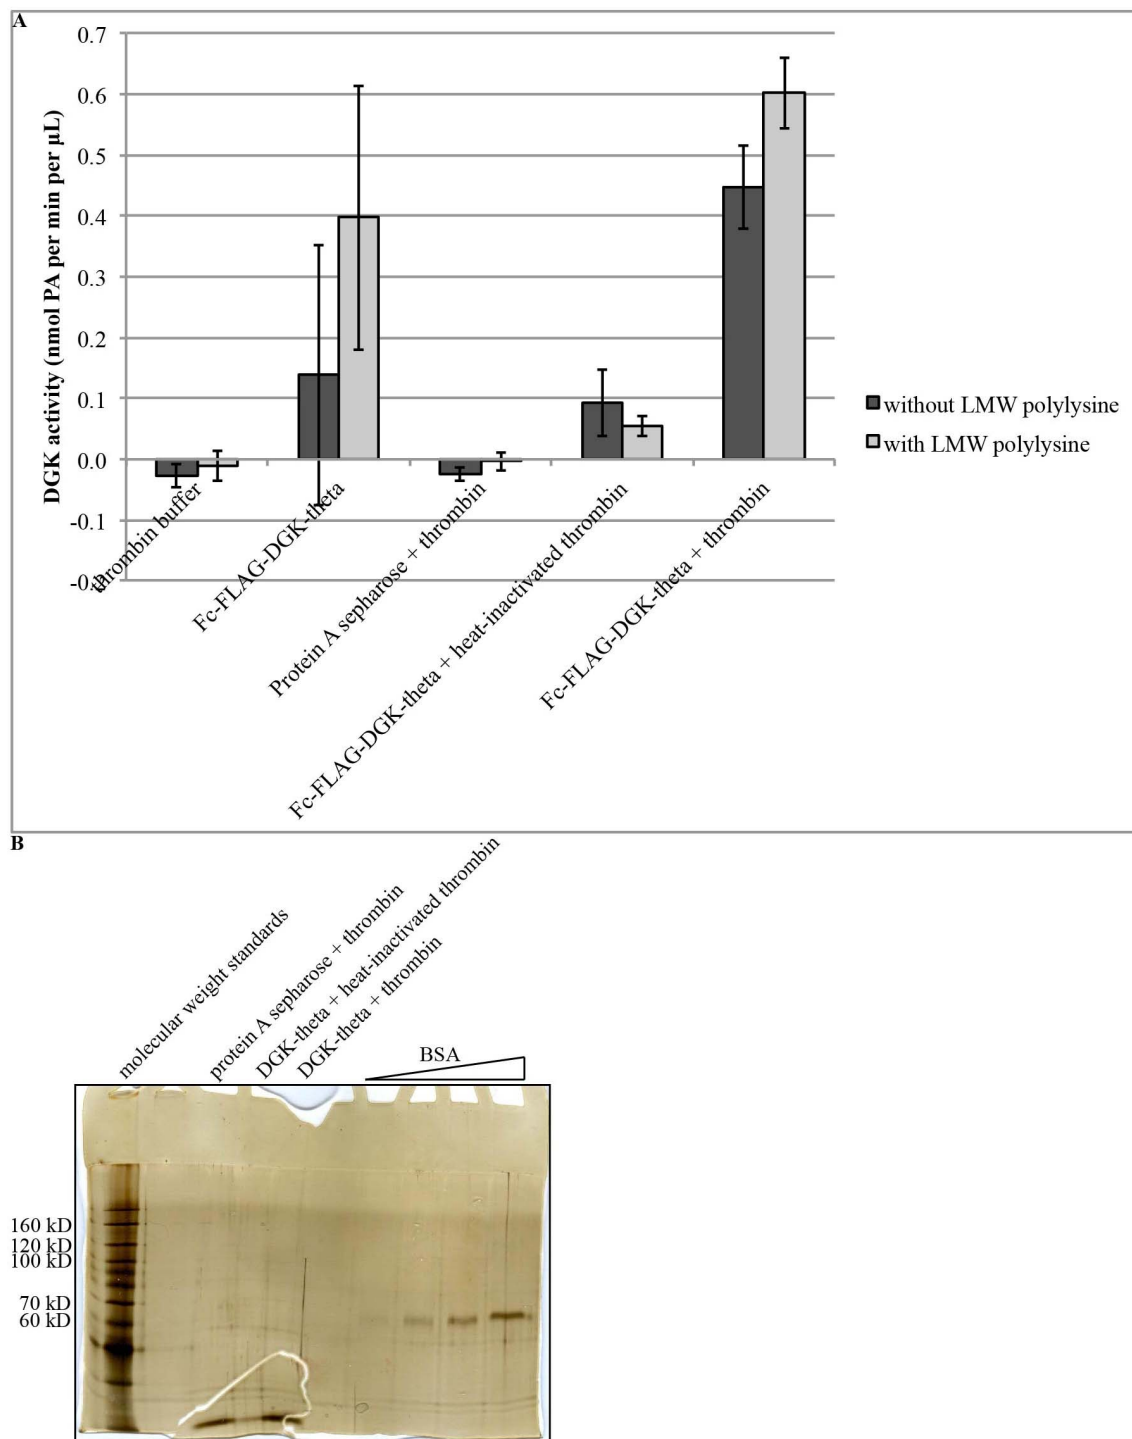 A
0.7
0.6
0.5
0.4
0.3
0.2
0.1
0.0
-0.1
-0.2
DGK activity (nmol PA per min per µL)
thrombin buffer
Fc-FLAG-DGK-theta
Protein A sepharose + thrombin
Fc-FLAG-DGK-theta + heat-inactivated thrombin
Fc-FLAG-DGK-theta + thrombin
without LMW polylysine
with LMW polylysine
B
molecular weight standards
protein A sepharose + thrombin
DGK-theta + heat-inactivated thrombin
DGK-theta + thrombin
BSA
160 kD
120 kD
100 kD
70 kD
60 kD